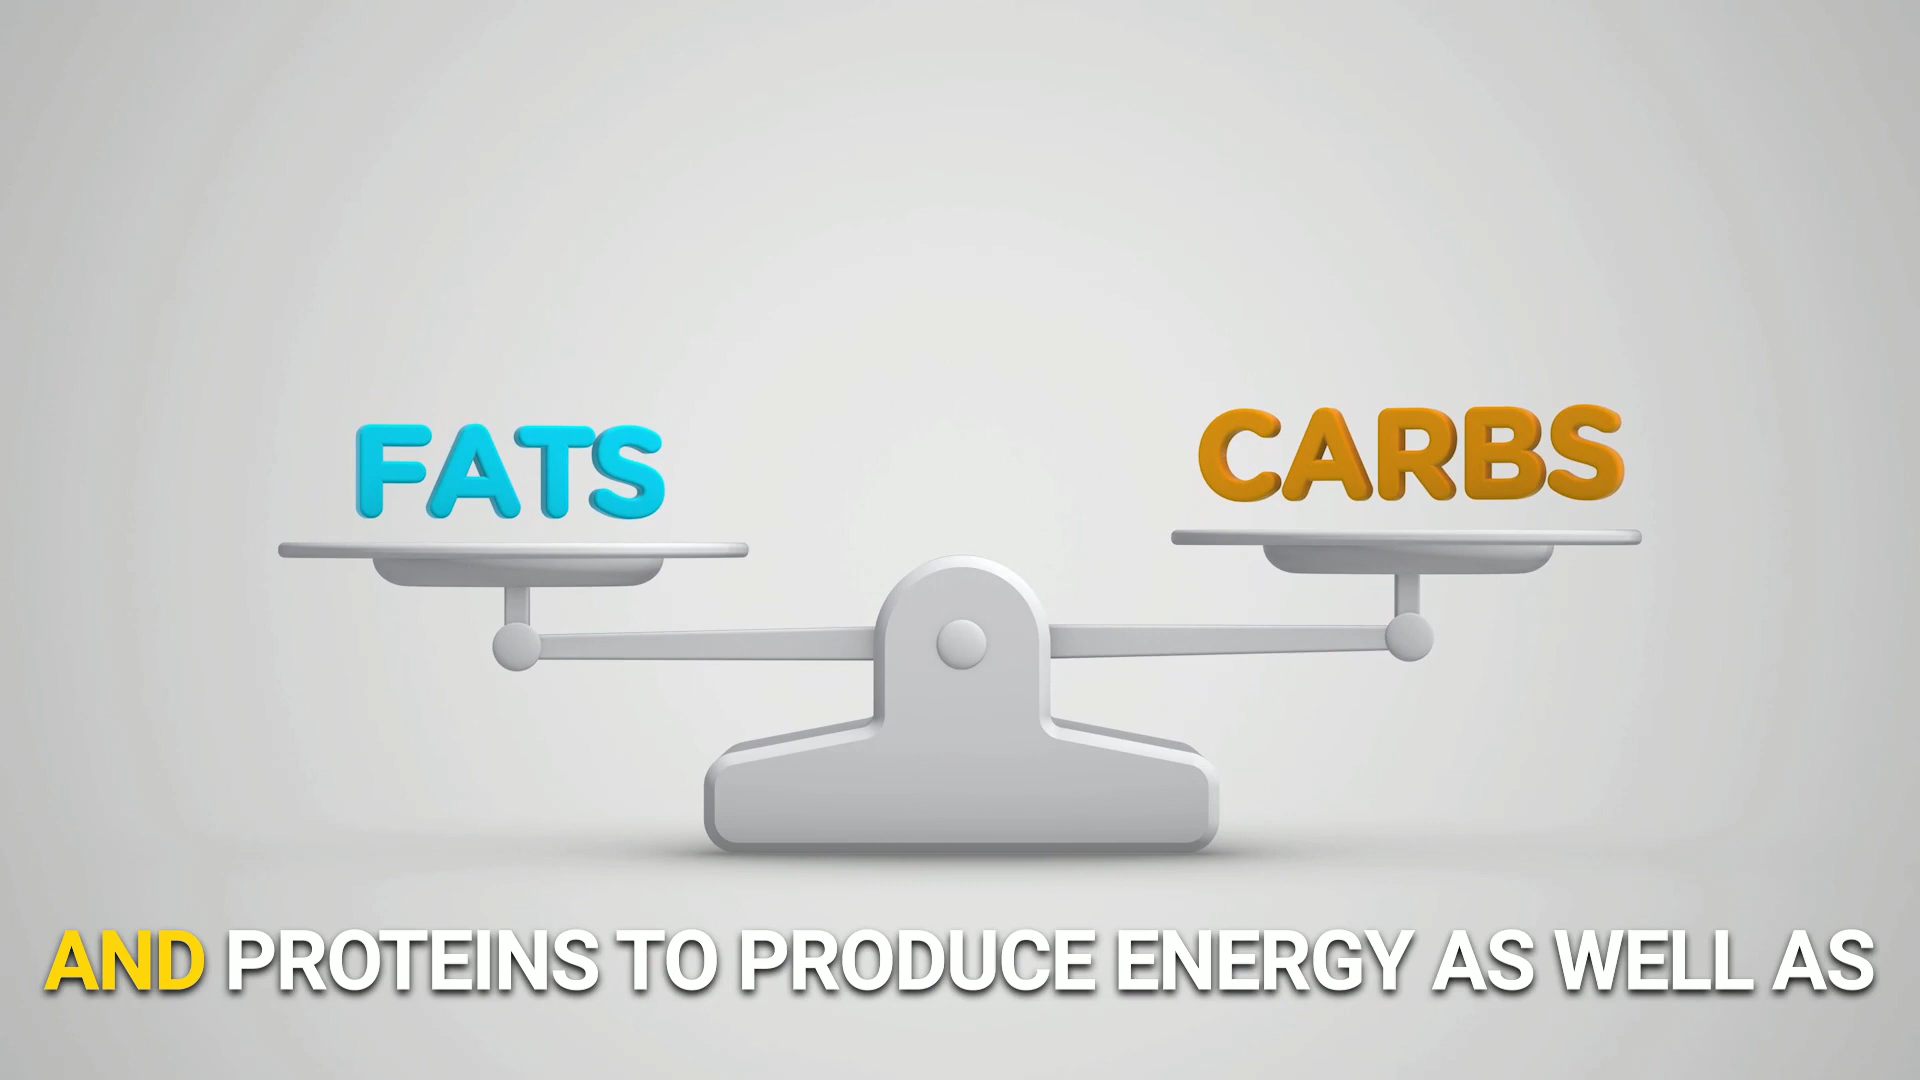 FATS
CARBS
AND PROTEINS TO PRODUCE ENERGY AS WELL AS